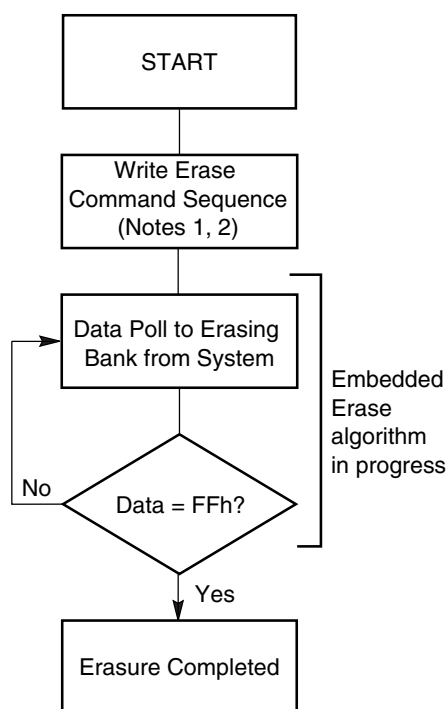 START
Write Erase
Command Sequence
(Notes 1, 2)
Data Poll to Erasing
Bank from System
Embedded
Erase
algorithm
in progress
No
Data = FFh?
Yes
Erasure Completed